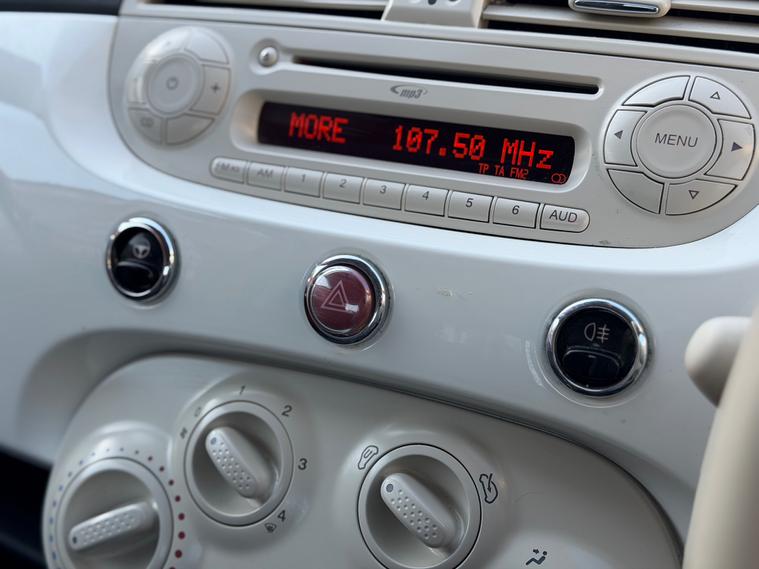 mp3
MORE 107.50 MHz
TP TA FM2
AM 1 2 3 4 5 6 AUD
MENU
1
2
3
4